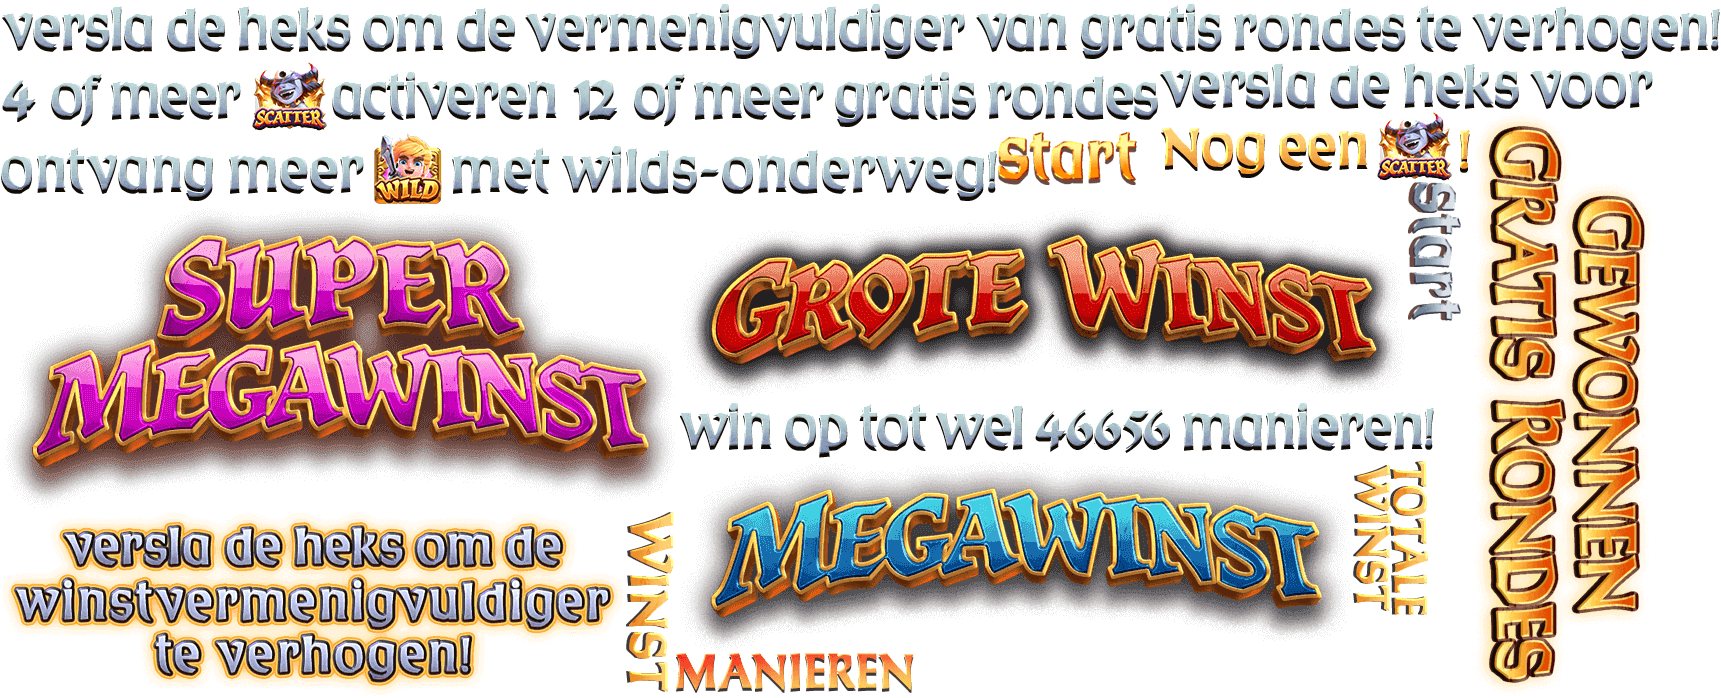 versla de heks om de vermenigvuldiger van gratis rondes te verhogen!
4 of meer SCATTER activeren 12 of meer gratis rondes
versla de heks voor
ontvang meer WILD met wilds-onderweg!
start
Nog een SCATTER !
start
GEWONNEN
GRATIS RONDES
SUPER
MEGAWINST
GROTE WINST
win op tot wel 46656 manieren!
MEGAWINST
TOTALE
WINST
versla de heks om de
winstvermenigvuldiger
te verhogen!
WINST
MANIEREN